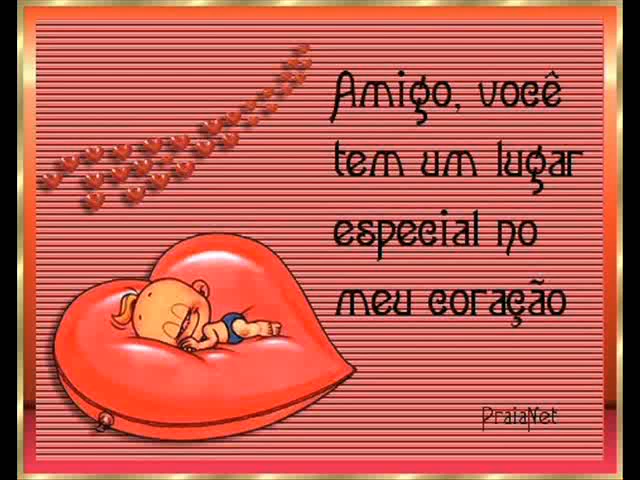 Amigo, você
tem um lugar
especial no
meu coração
PraiaNet